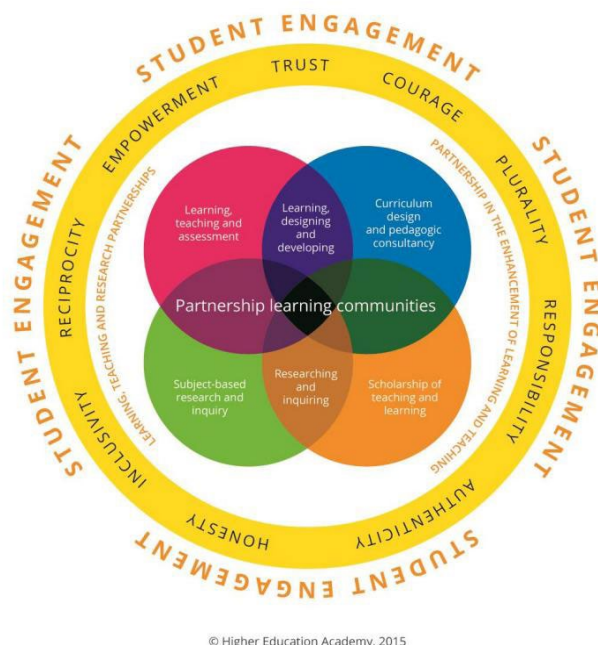 STUDENT ENGAGEMENT
STUDENT ENGAGEMENT
STUDENT ENGAGEMENT
STUDENT ENGAGEMENT
TRUST
COURAGE
PLURALITY
RESPONSIBILITY
AUTHENTICITY
HONESTY
INCLUSIVITY
RECIPROCITY
EMPOWERMENT
LEARNING, TEACHING AND RESEARCH PARTNERSHIPS
PARTNERSHIP IN THE ENHANCEMENT OF LEARNING AND TEACHING
Learning,
teaching and
assessment
Learning,
designing
and
developing
Curriculum
design
and pedagogic
consultancy
Partnership learning communities
Subject-based
research and
inquiry
Researching
and
inquiring
Scholarship of
teaching and
learning
© Higher Education Academy, 2015